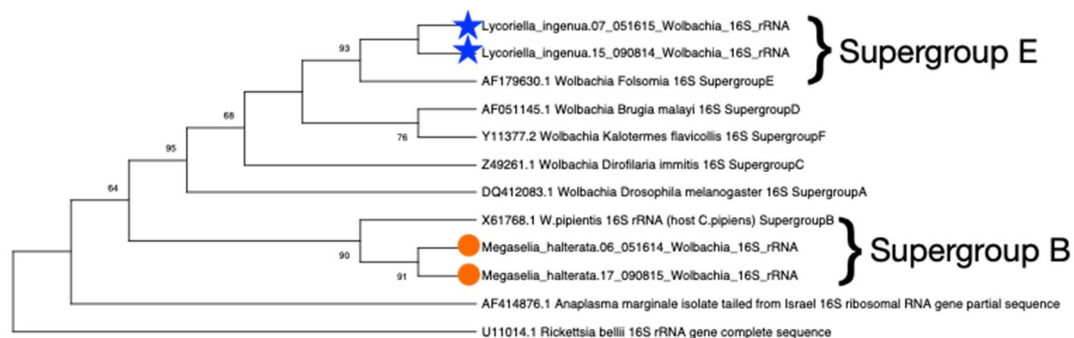 Lycoriella_ingenua.07_051615_Wolbachia_16S_rRNA
93
Lycoriella_ingenua.15_090814_Wolbachia_16S_rRNA
Supergroup E
AF179630.1 Wolbachia Folsomia 16S SupergroupE
AF051145.1 Wolbachia Brugia malayi 16S SupergroupD
68
76
Y11377.2 Wolbachia Kalotermes flavicollis 16S SupergroupF
95
Z49261.1 Wolbachia Dirofilaria immitis 16S SupergroupC
64
DQ412083.1 Wolbachia Drosophila melanogaster 16S SupergroupA
X61768.1 W.pipientis 16S rRNA (host C.pipiens) SupergroupB
Megaselia_halterata.06_051614_Wolbachia_16S_rRNA
Supergroup B
90
91
Megaselia_halterata.17_090815_Wolbachia_16S_rRNA
AF414876.1 Anaplasma marginale isolate tailed from Israel 16S ribosomal RNA gene partial sequence
U11014.1 Rickettsia bellii 16S rRNA gene complete sequence